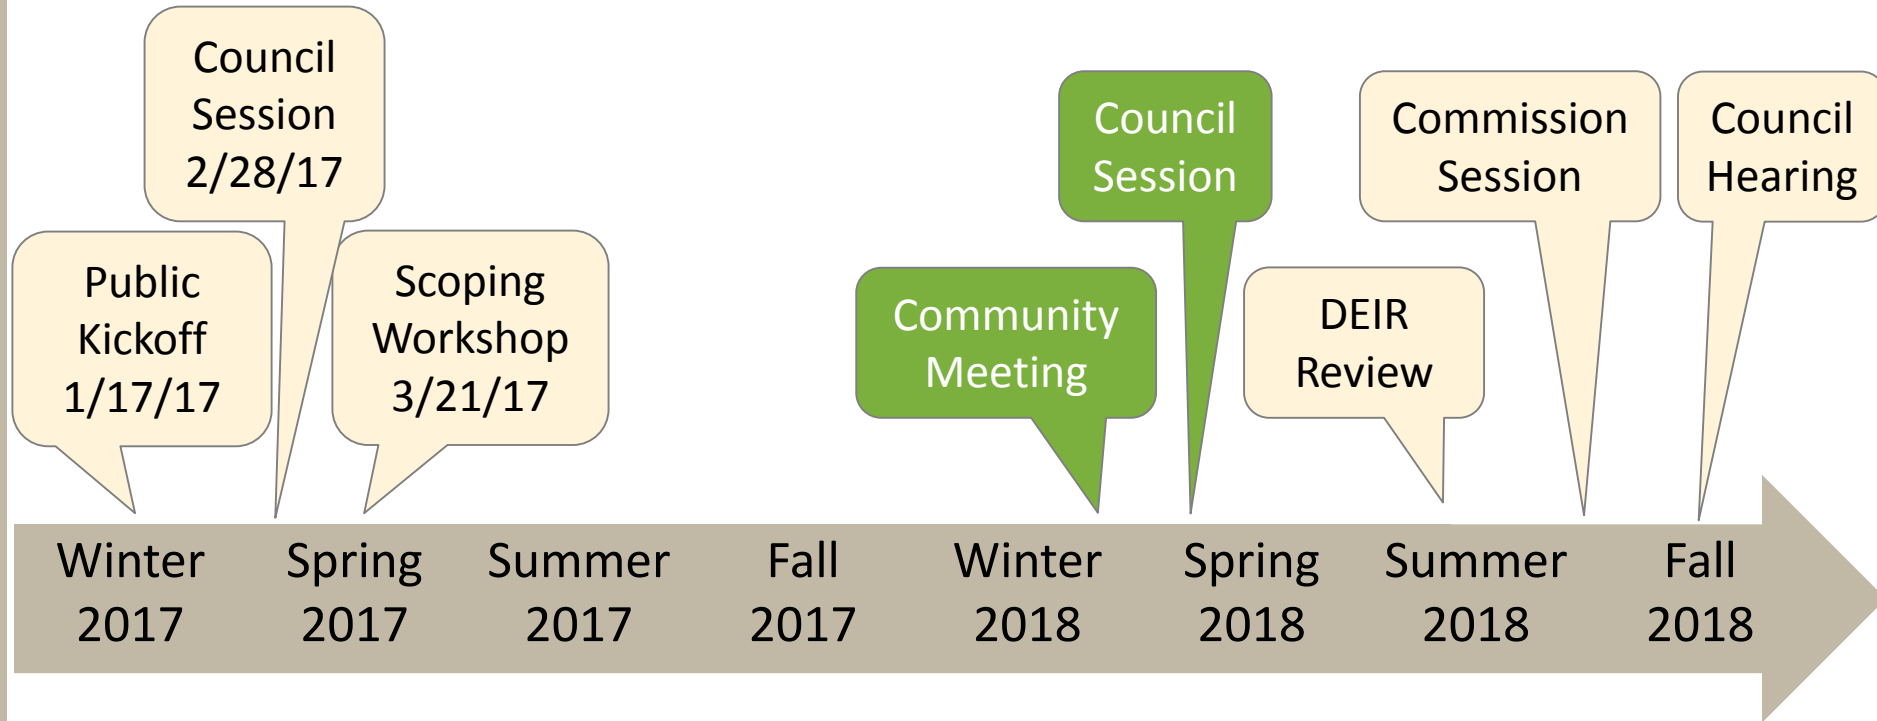 Council
Session
2/28/17
Public
Kickoff
1/17/17
Scoping
Workshop
3/21/17
Community
Meeting
Council
Session
DEIR
Review
Commission
Session
Council
Hearing
Winter
2017
Spring
2017
Summer
2017
Fall
2017
Winter
2018
Spring
2018
Summer
2018
Fall
2018